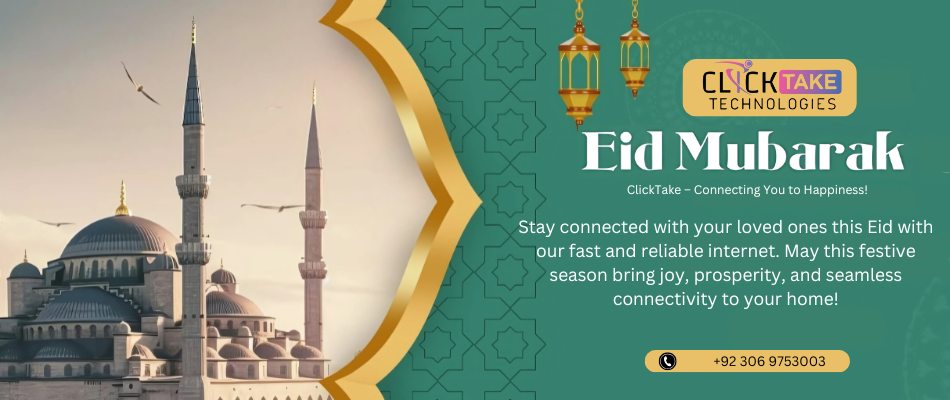 CLICKTAKE
TECHNOLOGIES
Eid Mubarak
ClickTake – Connecting You to Happiness!
Stay connected with your loved ones this Eid with
our fast and reliable internet. May this festive
season bring joy, prosperity, and seamless
connectivity to your home!
+92 306 9753003